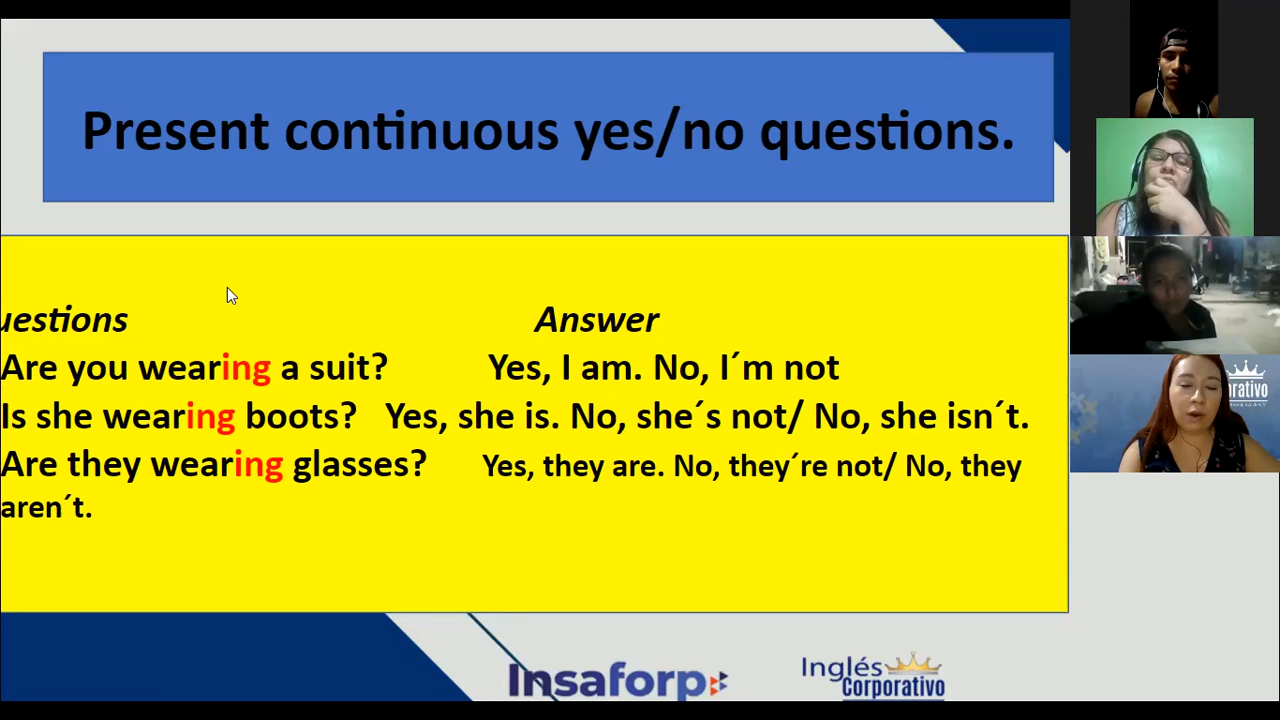 Present continuous yes/no questions.
uestions Answer
Are you wearing a suit? Yes, I am. No, I´m not
Is she wearing boots? Yes, she is. No, she´s not/ No, she isn´t.
Are they wearing glasses? Yes, they are. No, they´re not/ No, they
aren´t.
Insaforp
Inglés
Corporativo
orativo